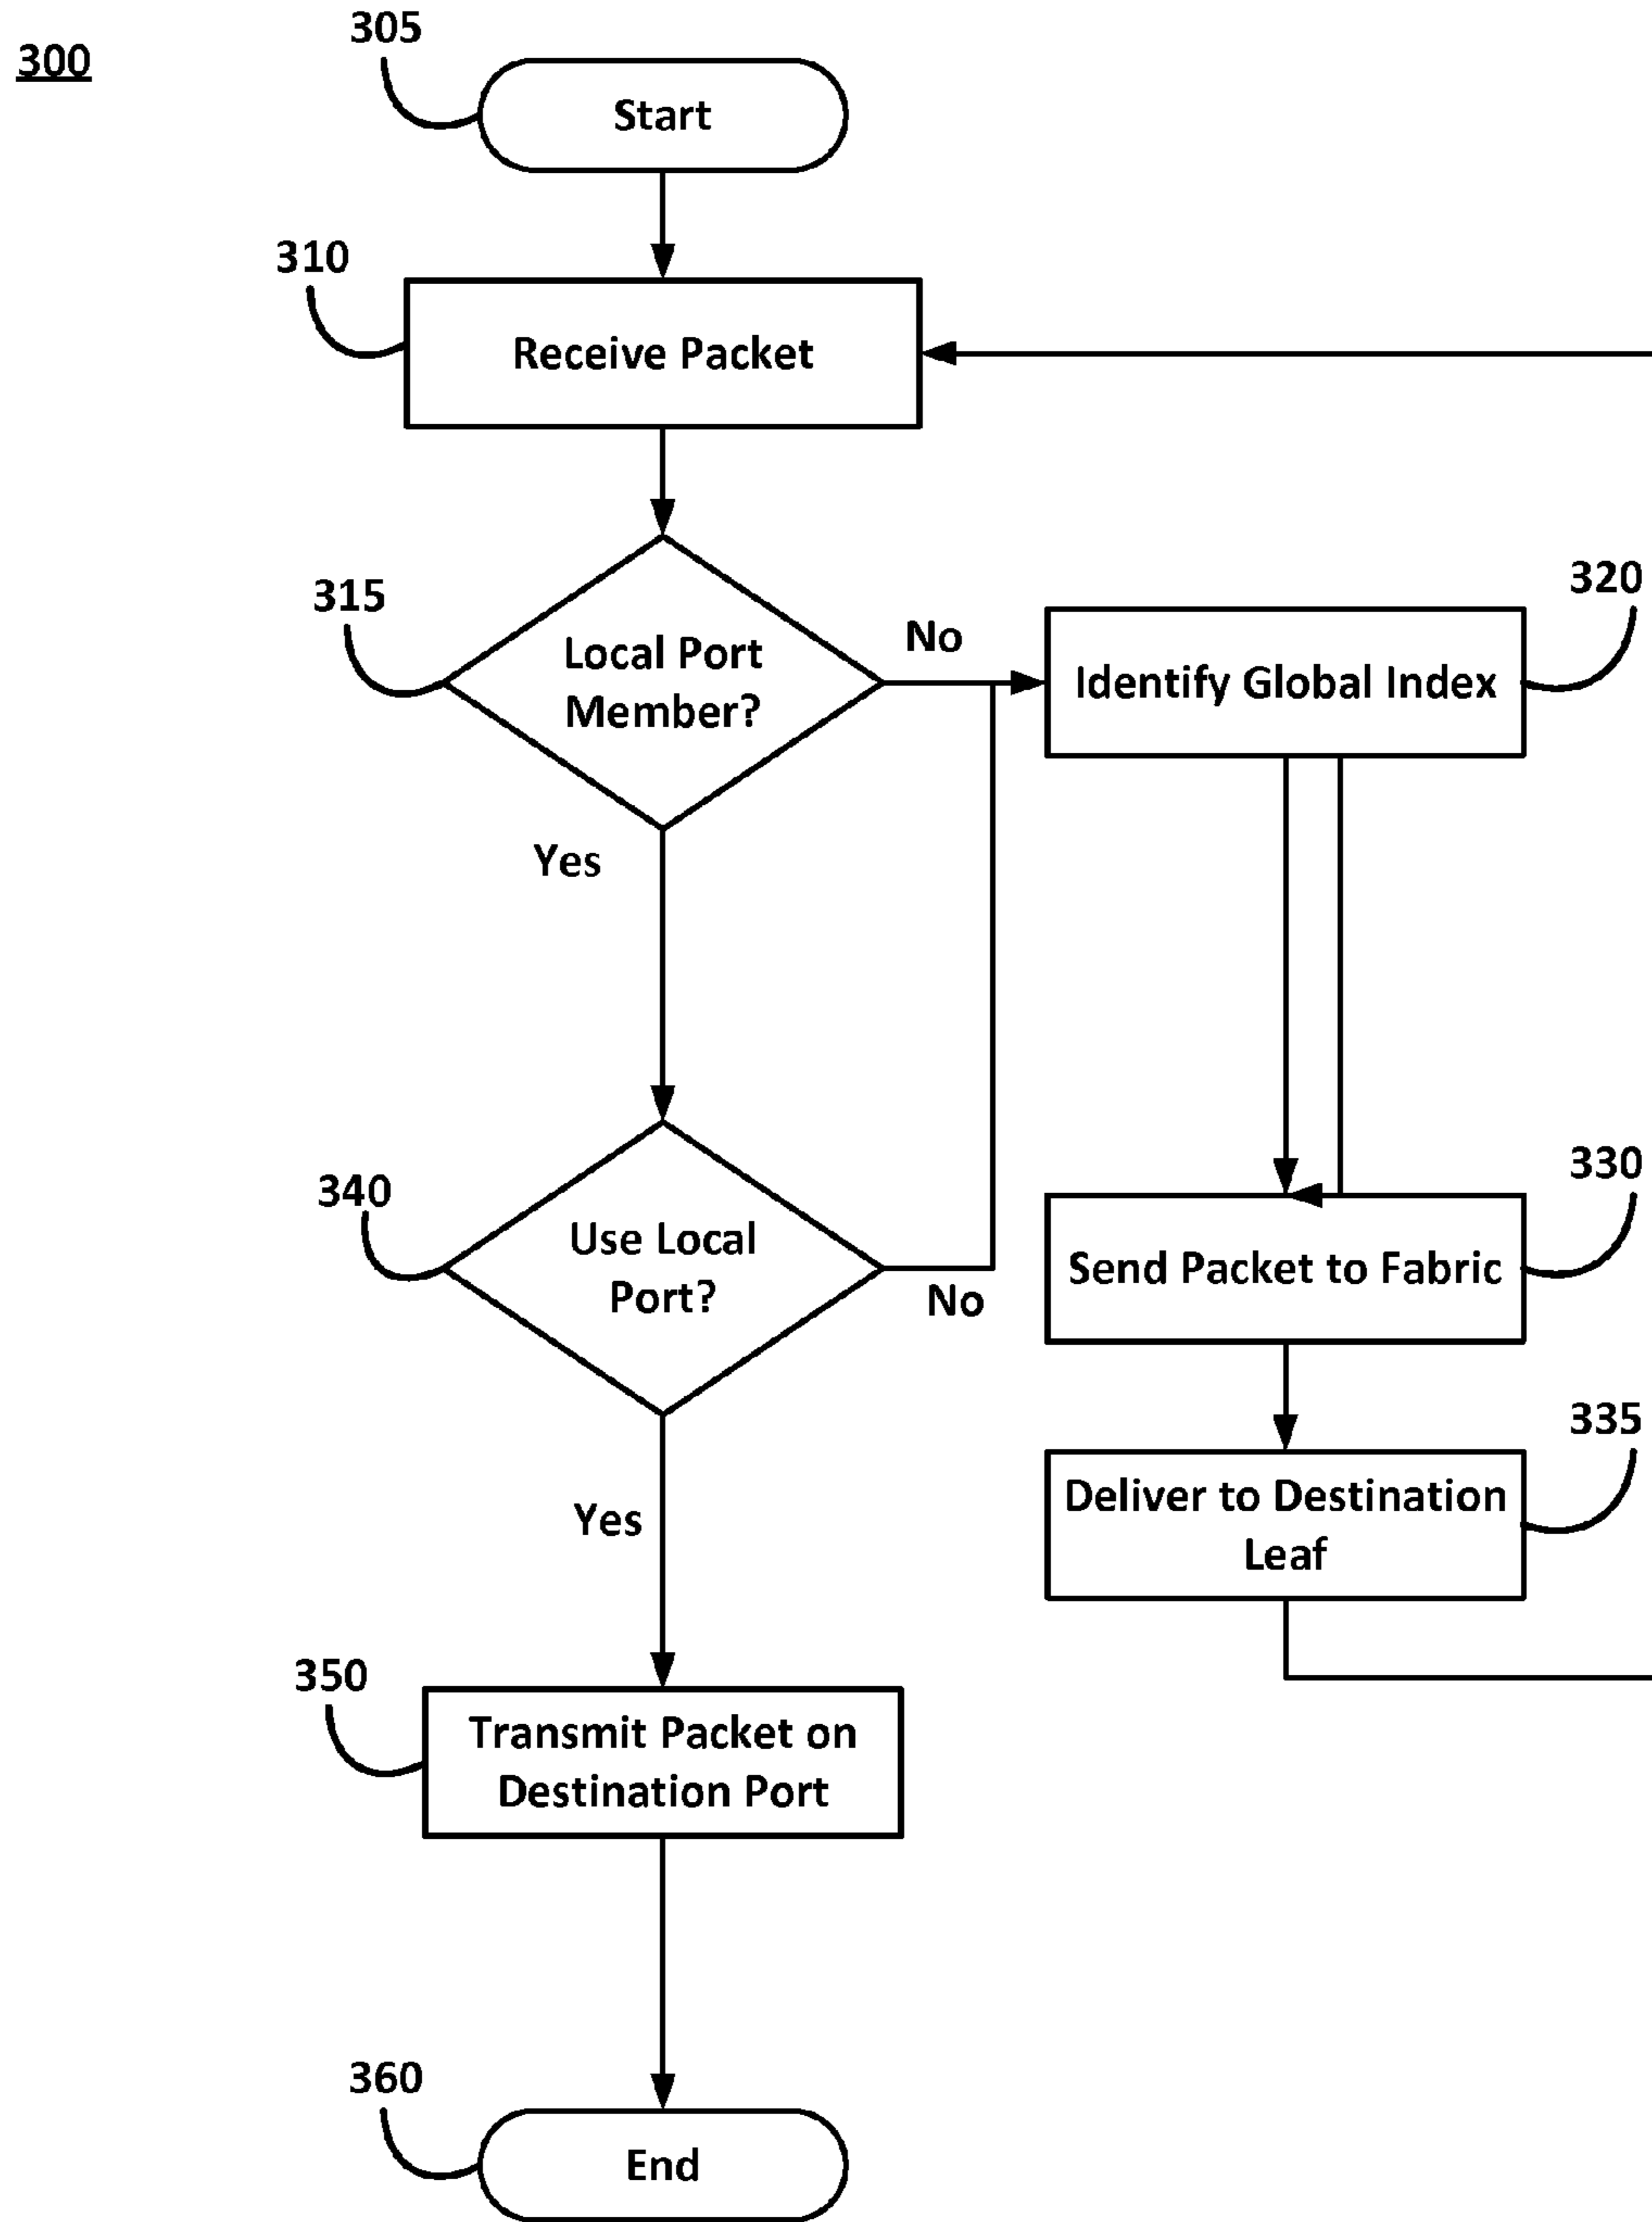 300
305
Start
310
Receive Packet
315
Local Port
Member?
No
320
Identify Global Index
Yes
340
Use Local
Port?
No
330
Send Packet to Fabric
335
Deliver to Destination
Leaf
Yes
350
Transmit Packet on
Destination Port
360
End